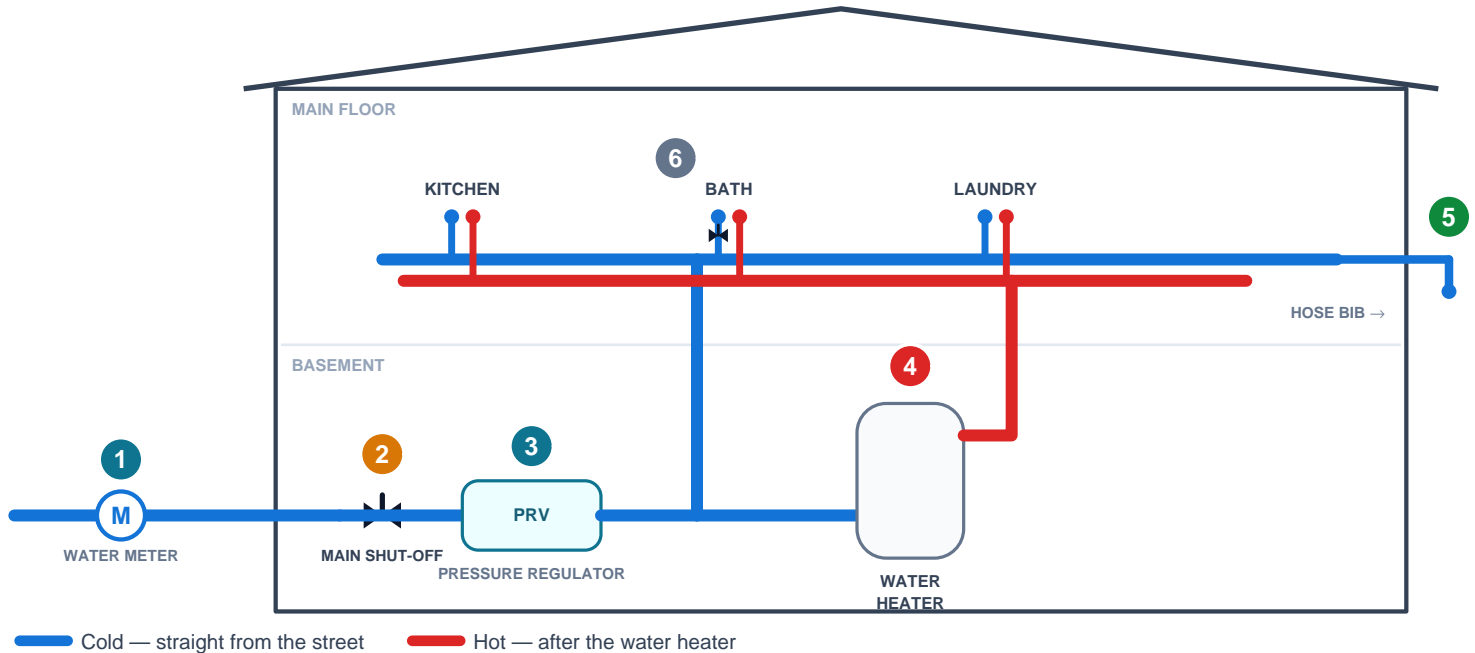 MAIN FLOOR
6
KITCHEN
BATH
LAUNDRY
5
HOSE BIB →
BASEMENT
4
1
2
3
M
PRV
WATER METER
MAIN SHUT-OFF
PRESSURE REGULATOR
WATER
HEATER
Cold — straight from the street
Hot — after the water heater